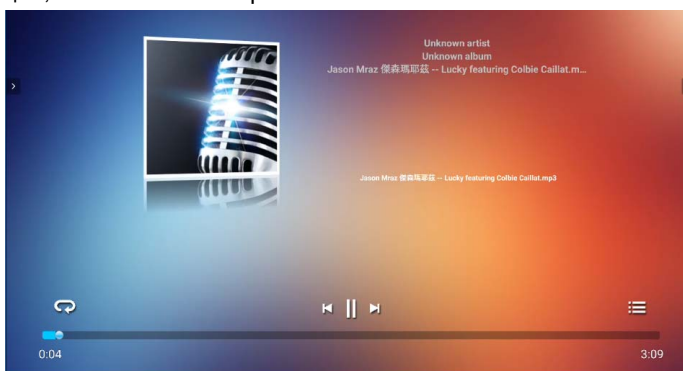 Unknown artist
Unknown album
Jason Mraz 傑森瑪耶茲 -- Lucky featuring Colbie Caillat.m...
Jason Mraz 傑森瑪耶茲 -- Lucky featuring Colbie Caillat.mp3
0:04
3:09